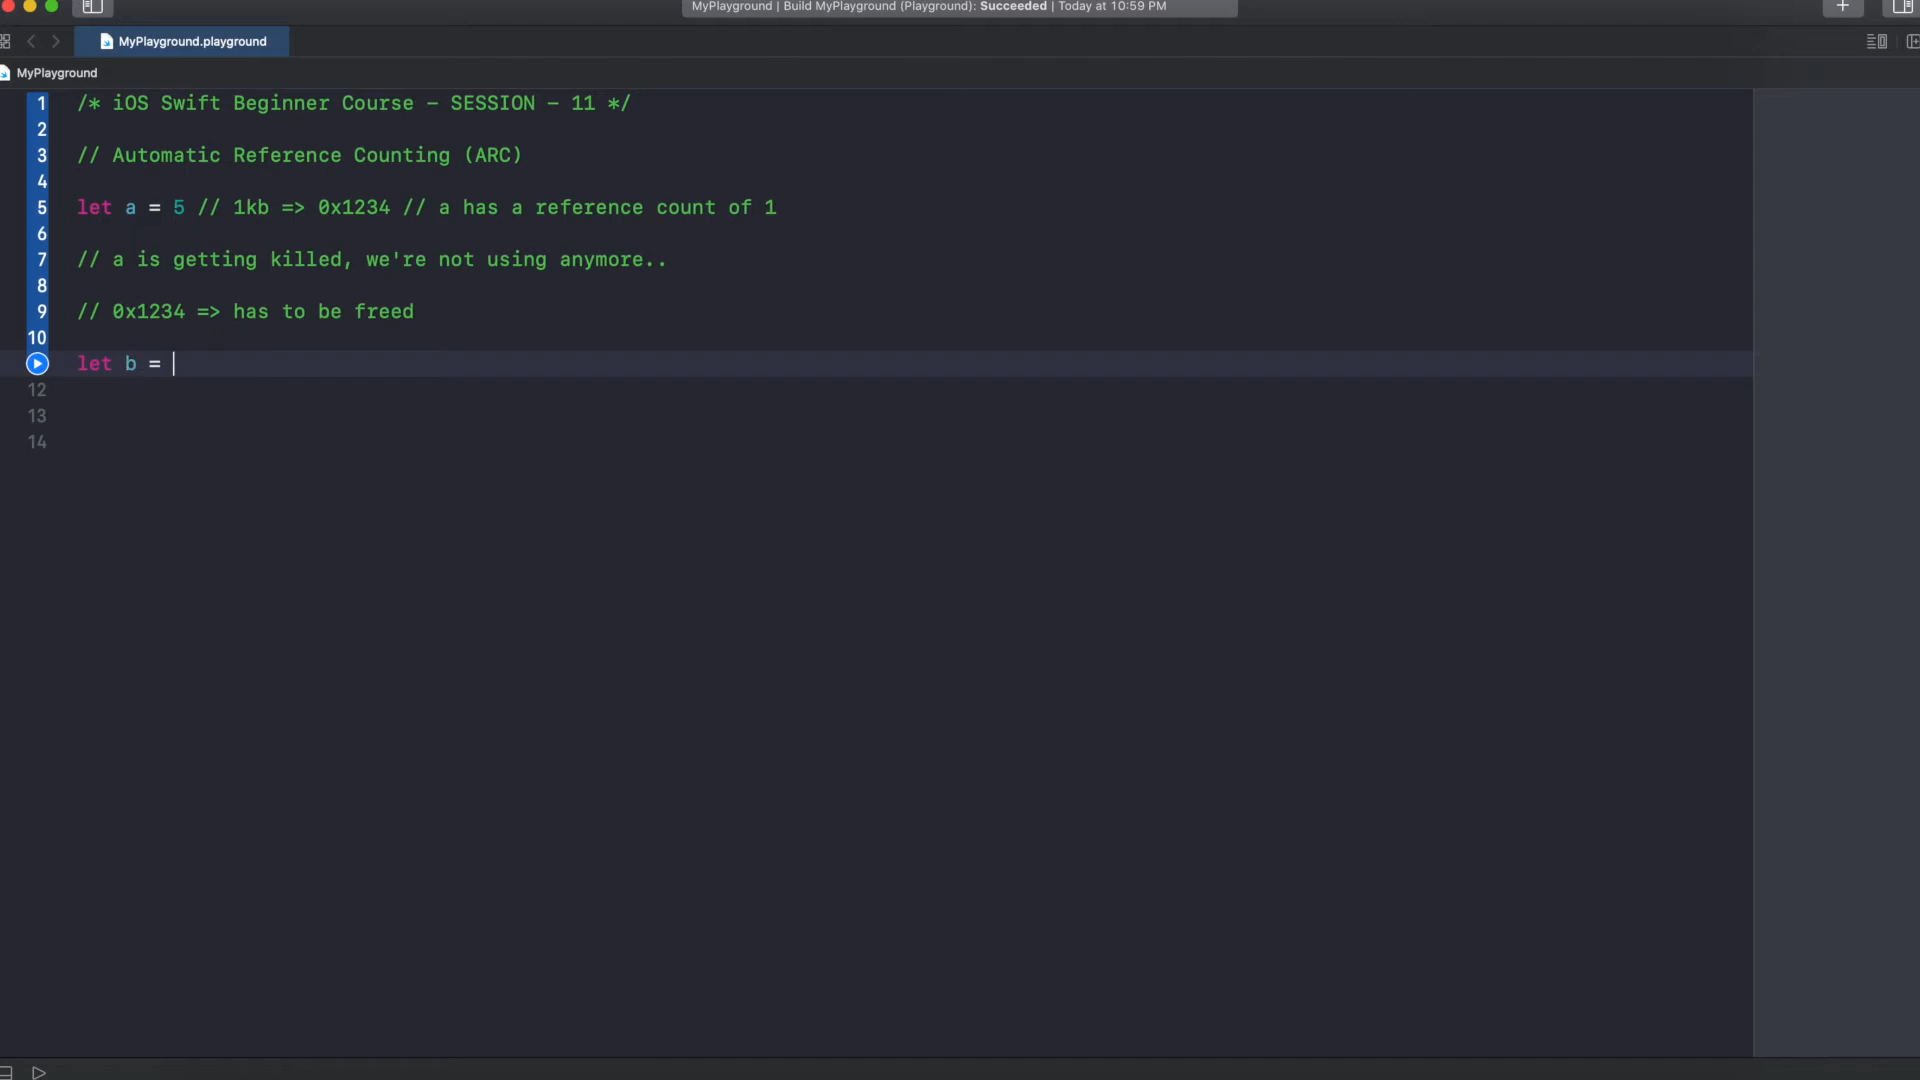 MyPlayground | Build MyPlayground (Playground): Succeeded | Today at 10:59 PM
MyPlayground.playground
MyPlayground
1 /* iOS Swift Beginner Course - SESSION - 11 */
2
3 // Automatic Reference Counting (ARC)
4
5 let a = 5 // 1kb => 0x1234 // a has a reference count of 1
6
7 // a is getting killed, we're not using anymore..
8
9 // 0x1234 => has to be freed
10
let b =
12
13
14